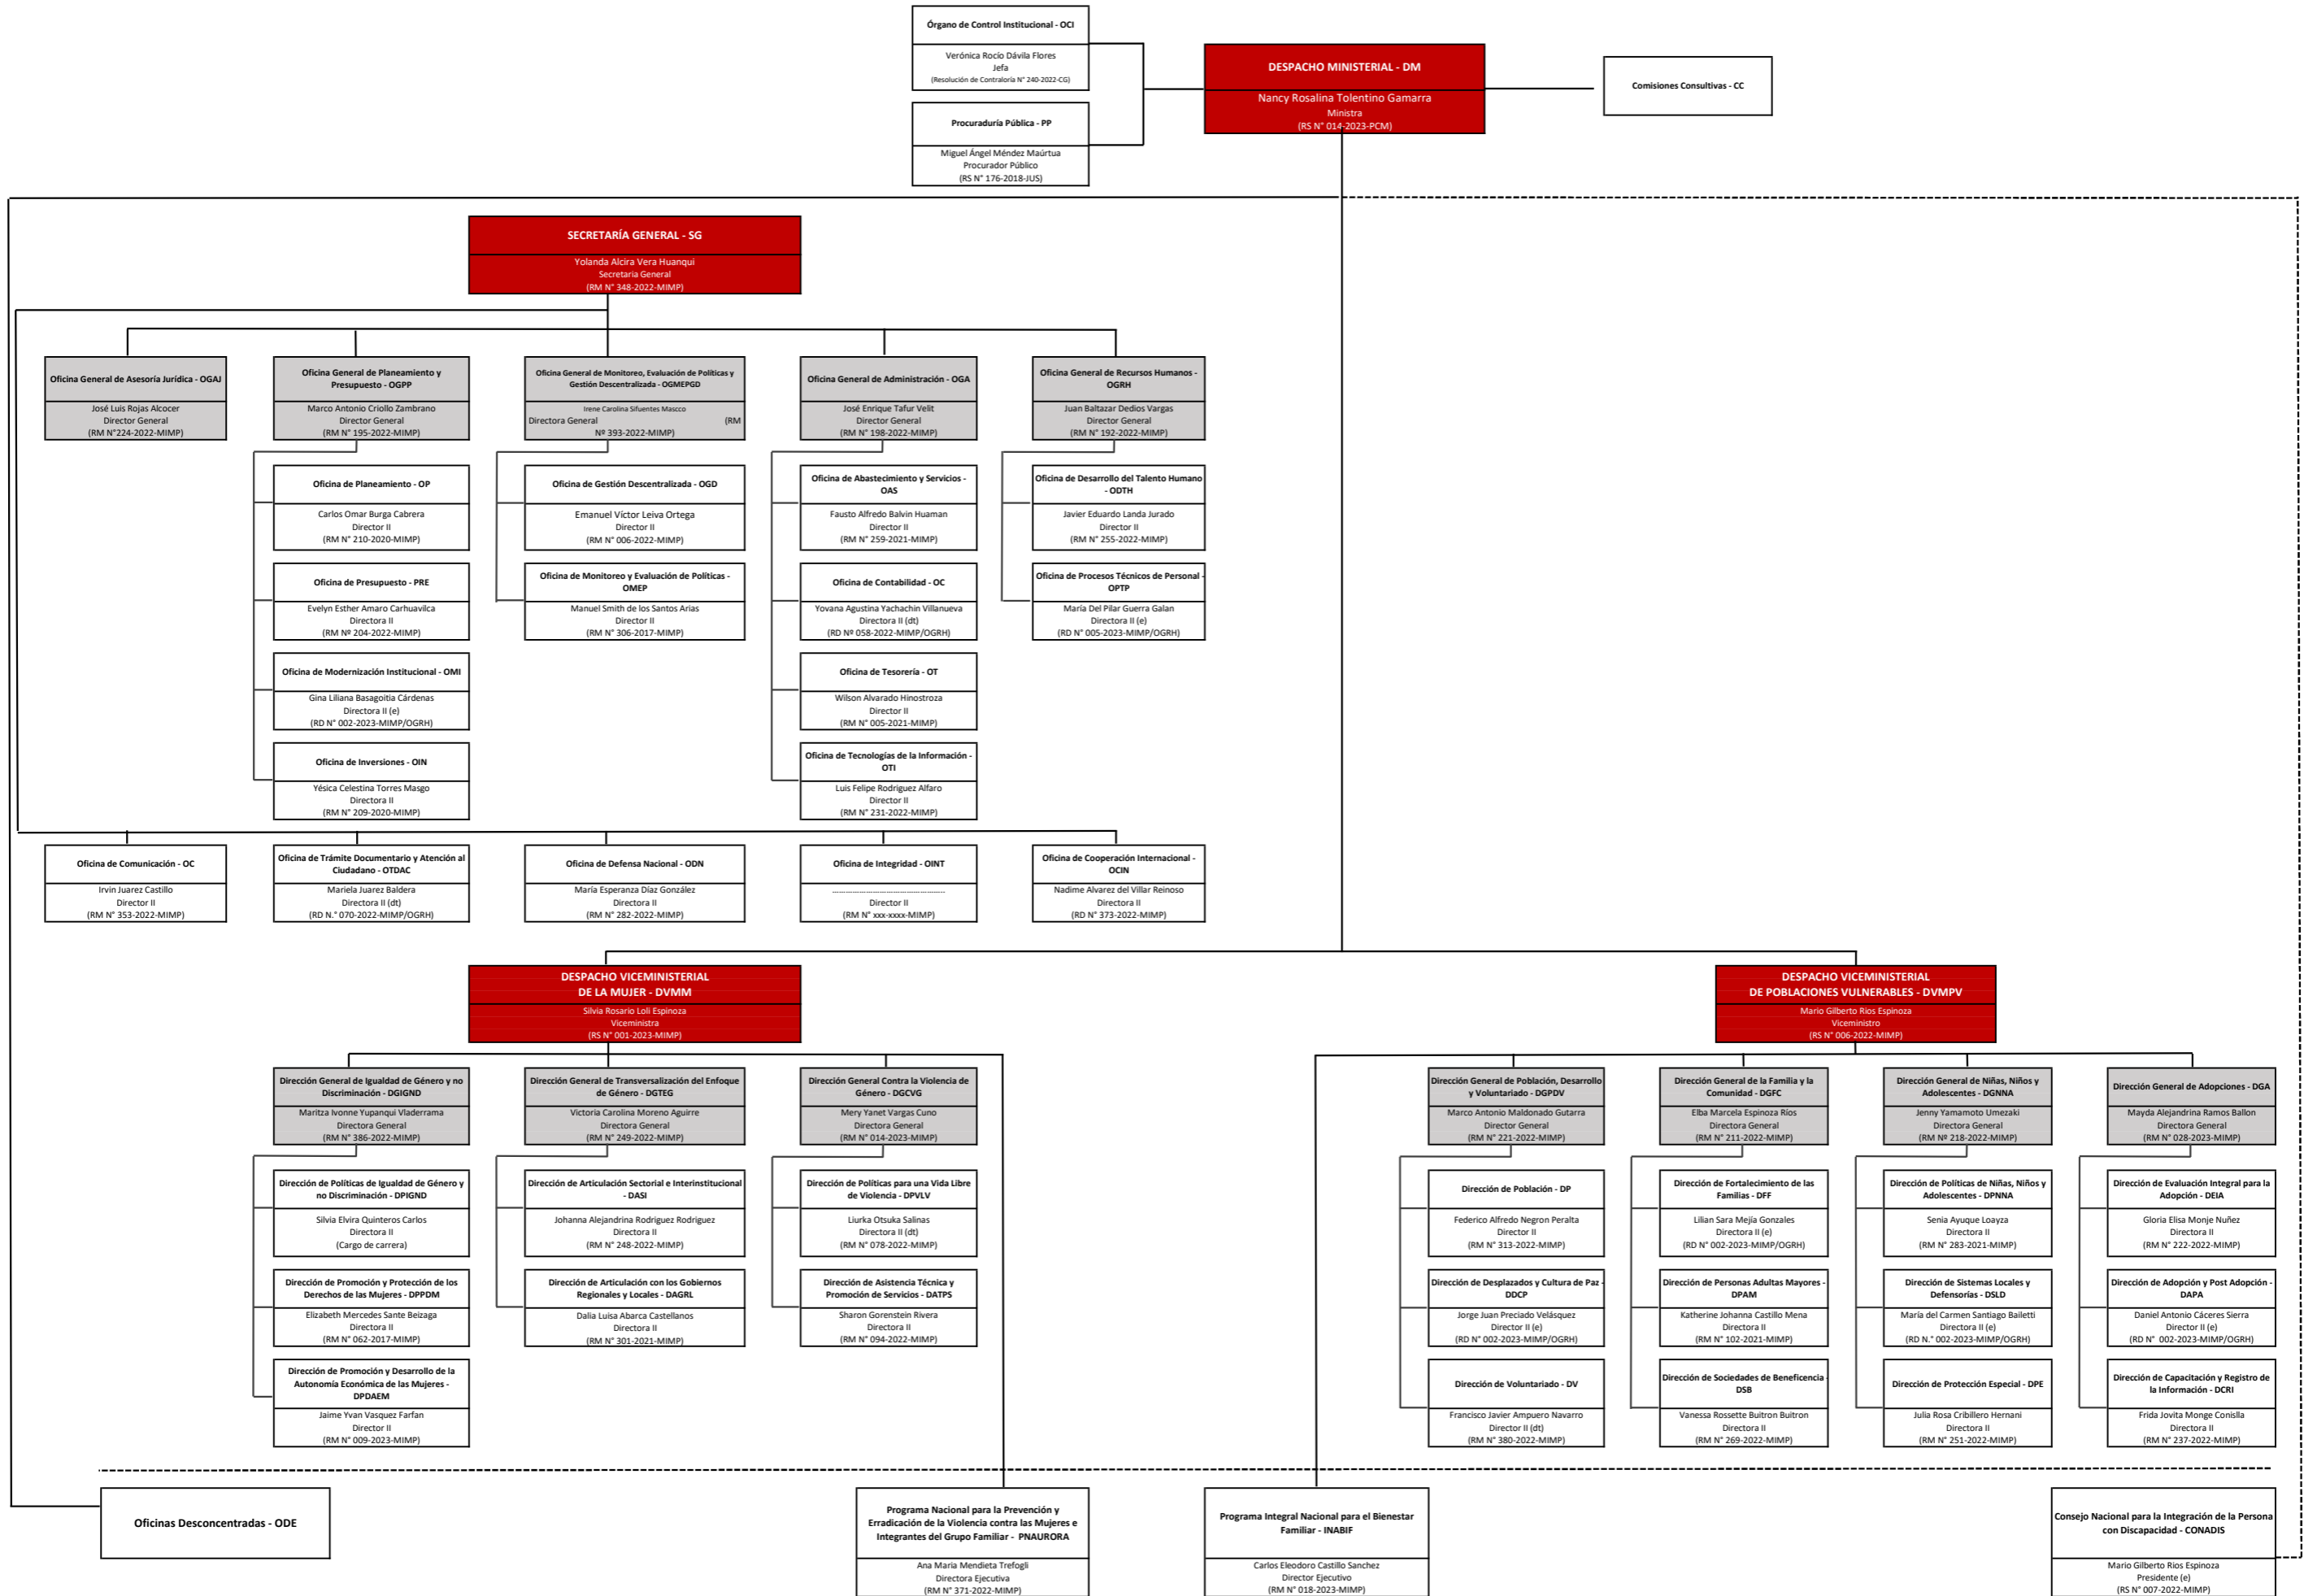 Órgano de Control Institucional - OCI
Verónica Rocío Dávila Flores
Jefa
(Resolución de Contraloría N° 240-2022-CG)
Procuraduría Pública - PP
Miguel Ángel Méndez Maúrtua
Procurador Público
(RS N° 176-2018-JUS)
DESPACHO MINISTERIAL - DM
Nancy Rosalina Tolentino Gamarra
Ministra
(RS N° 014-2023-PCM)
Comisiones Consultivas - CC
SECRETARÍA GENERAL - SG
Yolanda Alcira Vera Huanqui
Secretaria General
(RM N° 348-2022-MIMP)
Oficina General de Asesoría Jurídica - OGAJ
José Luis Rojas Alcocer
Director General
(RM N°224-2022-MIMP)
Oficina General de Planeamiento y
Presupuesto - OGPP
Marco Antonio Criollo Zambrano
Director General
(RM N° 195-2022-MIMP)
Oficina General de Monitoreo, Evaluación de Políticas y
Gestión Descentralizada - OGMEPGD
Irene Carolina Sifuentes Mascco
Directora General (RM
Nº 393-2022-MIMP)
Oficina General de Administración - OGA
José Enrique Tafur Velit
Director General
(RM N° 198-2022-MIMP)
Oficina General de Recursos Humanos -
OGRH
Juan Baltazar Dedios Vargas
Director General
(RM N° 192-2022-MIMP)
Oficina de Planeamiento - OP
Carlos Omar Burga Cabrera
Director II
(RM N° 210-2020-MIMP)
Oficina de Gestión Descentralizada - OGD
Emanuel Víctor Leiva Ortega
Director II
(RM N° 006-2022-MIMP)
Oficina de Abastecimiento y Servicios -
OAS
Fausto Alfredo Balvin Huaman
Director II
(RM N° 259-2021-MIMP)
Oficina de Desarrollo del Talento Humano
- ODTH
Javier Eduardo Landa Jurado
Director II
(RM N° 255-2022-MIMP)
Oficina de Presupuesto - PRE
Evelyn Esther Amaro Carhuavilca
Directora II
(RM Nº 204-2022-MIMP)
Oficina de Monitoreo y Evaluación de Políticas -
OMEP
Manuel Smith de los Santos Arias
Director II
(RM N° 306-2017-MIMP)
Oficina de Contabilidad - OC
Yovana Agustina Yachachin Villanueva
Directora II (dt)
(RD Nº 058-2022-MIMP/OGRH)
Oficina de Procesos Técnicos de Personal -
OPTP
María Del Pilar Guerra Galan
Directora II (e)
(RD N° 005-2023-MIMP/OGRH)
Oficina de Modernización Institucional - OMI
Gina Liliana Basagoitia Cárdenas
Directora II (e)
(RD N° 002-2023-MIMP/OGRH)
Oficina de Tesorería - OT
Wilson Alvarado Hinostroza
Director II
(RM N° 005-2021-MIMP)
Oficina de Inversiones - OIN
Yésica Celestina Torres Masgo
Directora II
(RM N° 209-2020-MIMP)
Oficina de Tecnologías de la Información -
OTI
Luis Felipe Rodriguez Alfaro
Director II
(RM N° 231-2022-MIMP)
Oficina de Comunicación - OC
Irvin Juarez Castillo
Director II
(RM N° 353-2022-MIMP)
Oficina de Trámite Documentario y Atención al
Ciudadano - OTDAC
Mariela Juarez Baldera
Directora II (dt)
(RD N.° 070-2022-MIMP/OGRH)
Oficina de Defensa Nacional - ODN
María Esperanza Díaz González
Directora II
(RM N° 282-2022-MIMP)
Oficina de Integridad - OINT
................................................
Director II
(RM N° xxx-xxxx-MIMP)
Oficina de Cooperación Internacional -
OCIN
Nadime Alvarez del Villar Reinoso
Directora II
(RD N° 373-2022-MIMP)
DESPACHO VICEMINISTERIAL
DE LA MUJER - DVMM
Silvia Rosario Loli Espinoza
Viceministra
(RS N° 001-2023-MIMP)
DESPACHO VICEMINISTERIAL
DE POBLACIONES VULNERABLES - DVMPV
Mario Gilberto Rios Espinoza
Viceministro
(RS N° 006-2022-MIMP)
Dirección General de Igualdad de Género y no
Discriminación - DGIGND
Maritza Ivonne Yupanqui Vladerrama
Directora General
(RM N° 386-2022-MIMP)
Dirección General de Transversalización del Enfoque
de Género - DGTEG
Victoria Carolina Moreno Aguirre
Directora General
(RM N° 249-2022-MIMP)
Dirección General Contra la Violencia de
Género - DGCVG
Mery Yanet Vargas Cuno
Directora General
(RM N° 014-2023-MIMP)
Dirección General de Población, Desarrollo
y Voluntariado - DGPDV
Marco Antonio Maldonado Gutarra
Director General
(RM N° 221-2022-MIMP)
Dirección General de la Familia y la
Comunidad - DGFC
Elba Marcela Espinoza Ríos
Directora General
(RM N° 211-2022-MIMP)
Dirección General de Niñas, Niños y
Adolescentes - DGNNA
Jenny Yamamoto Umezaki
Directora General
(RM Nº 218-2022-MIMP)
Dirección General de Adopciones - DGA
Mayda Alejandrina Ramos Ballon
Directora General
(RM N° 028-2023-MIMP)
Dirección de Políticas de Igualdad de Género y
no Discriminación - DPIGND
Silvia Elvira Quinteros Carlos
Directora II
(Cargo de carrera)
Dirección de Articulación Sectorial e Interinstitucional
- DASI
Johanna Alejandrina Rodriguez Rodriguez
Directora II
(RM N° 248-2022-MIMP)
Dirección de Políticas para una Vida Libre
de Violencia - DPVLV
Liurka Otsuka Salinas
Directora II (dt)
(RM N° 078-2022-MIMP)
Dirección de Población - DP
Federico Alfredo Negron Peralta
Director II
(RM N° 313-2022-MIMP)
Dirección de Fortalecimiento de las
Familias - DFF
Lilian Sara Mejía Gonzales
Directora II (e)
(RD N° 002-2023-MIMP/OGRH)
Dirección de Políticas de Niñas, Niños y
Adolescentes - DPNNA
Senia Ayuque Loayza
Directora II
(RM N° 283-2021-MIMP)
Dirección de Evaluación Integral para la
Adopción - DEIA
Gloria Elisa Monje Nuñez
Directora II
(RM N° 222-2022-MIMP)
Dirección de Promoción y Protección de los
Derechos de las Mujeres - DPPDM
Elizabeth Mercedes Sante Beizaga
Directora II
(RM N° 062-2017-MIMP)
Dirección de Articulación con los Gobiernos
Regionales y Locales - DAGRL
Dalia Luisa Abarca Castellanos
Directora II
(RM N° 301-2021-MIMP)
Dirección de Asistencia Técnica y
Promoción de Servicios - DATPS
Sharon Gorenstein Rivera
Directora II
(RM N° 094-2022-MIMP)
Dirección de Desplazados y Cultura de Paz -
DDCP
Jorge Juan Preciado Velásquez
Director II (e)
(RD N° 002-2023-MIMP/OGRH)
Dirección de Personas Adultas Mayores -
DPAM
Katherine Johanna Castillo Mena
Directora II
(RM N° 102-2021-MIMP)
Dirección de Sistemas Locales y
Defensorías - DSLD
María del Carmen Santiago Bailetti
Directora II (e)
(RD N.° 002-2023-MIMP/OGRH)
Dirección de Adopción y Post Adopción -
DAPA
Daniel Antonio Cáceres Sierra
Director II (e)
(RD N° 002-2023-MIMP/OGRH)
Dirección de Promoción y Desarrollo de la
Autonomía Económica de las Mujeres -
DPDAEM
Jaime Yvan Vasquez Farfan
Director II
(RM N° 009-2023-MIMP)
Dirección de Voluntariado - DV
Francisco Javier Ampuero Navarro
Director II (dt)
(RM N° 380-2022-MIMP)
Dirección de Sociedades de Beneficencia -
DSB
Vanessa Rossette Buitron Buitron
Directora II
(RM N° 269-2022-MIMP)
Dirección de Protección Especial - DPE
Julia Rosa Cribillero Hernani
Directora II
(RM N° 251-2022-MIMP)
Dirección de Capacitación y Registro de
la Información - DCRI
Frida Jovita Monge Conislla
Directora II
(RM N° 237-2022-MIMP)
Oficinas Desconcentradas - ODE
Programa Nacional para la Prevención y
Erradicación de la Violencia contra las Mujeres e
Integrantes del Grupo Familiar - PNAURORA
Ana Maria Mendieta Trefogli
Directora Ejecutiva
(RM N° 371-2022-MIMP)
Programa Integral Nacional para el Bienestar
Familiar - INABIF
Carlos Eleodoro Castillo Sanchez
Director Ejecutivo
(RM N° 018-2023-MIMP)
Consejo Nacional para la Integración de la Persona
con Discapacidad - CONADIS
Mario Gilberto Rios Espinoza
Presidente (e)
(RS N° 007-2022-MIMP)